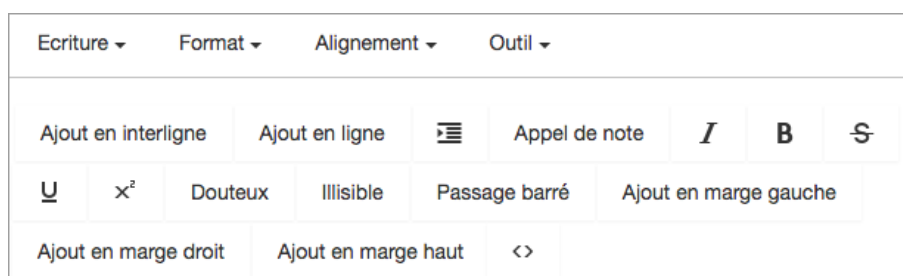 Ecriture Format Alignement Outil
Ajout en interligne Ajout en ligne Appel de note I B S
U x² Douteux Illisible Passage barré Ajout en marge gauche
Ajout en marge droit Ajout en marge haut <>